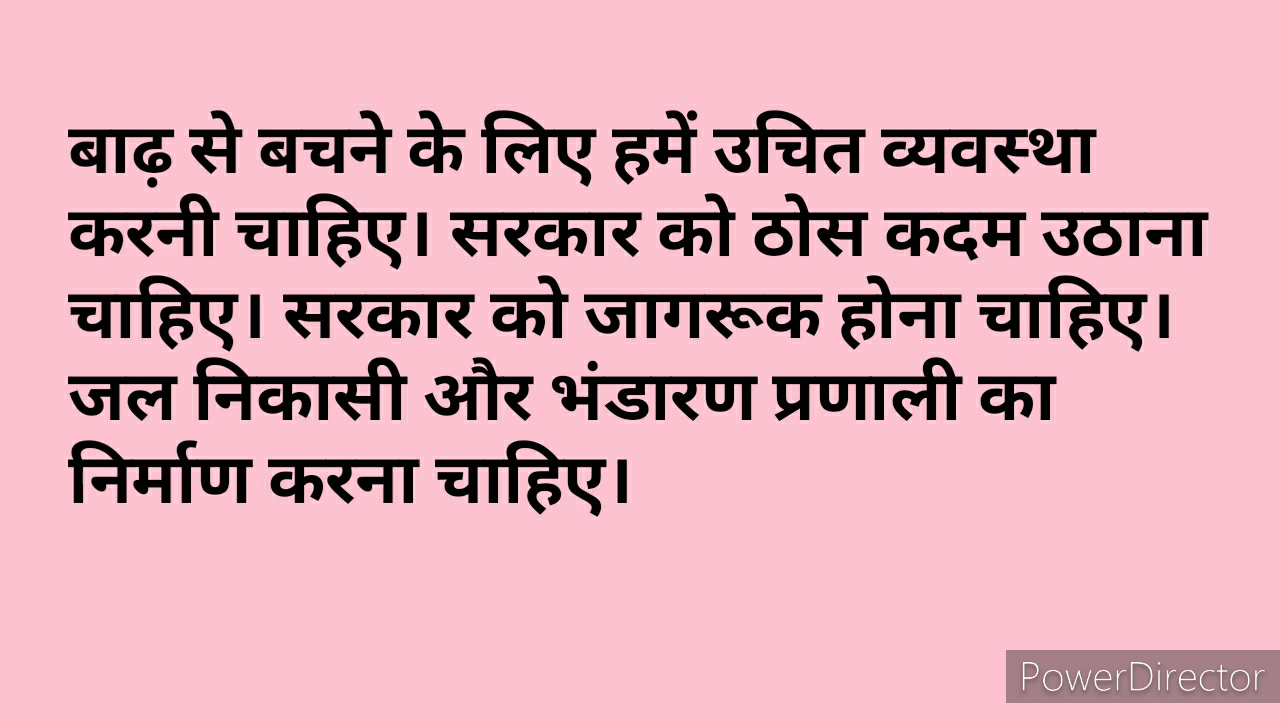 बाढ़ से बचने के लिए हमें उचित व्यवस्था
करनी चाहिए। सरकार को ठोस कदम उठाना
चाहिए। सरकार को जागरूक होना चाहिए।
जल निकासी और भंडारण प्रणाली का
निर्माण करना चाहिए।
PowerDirector